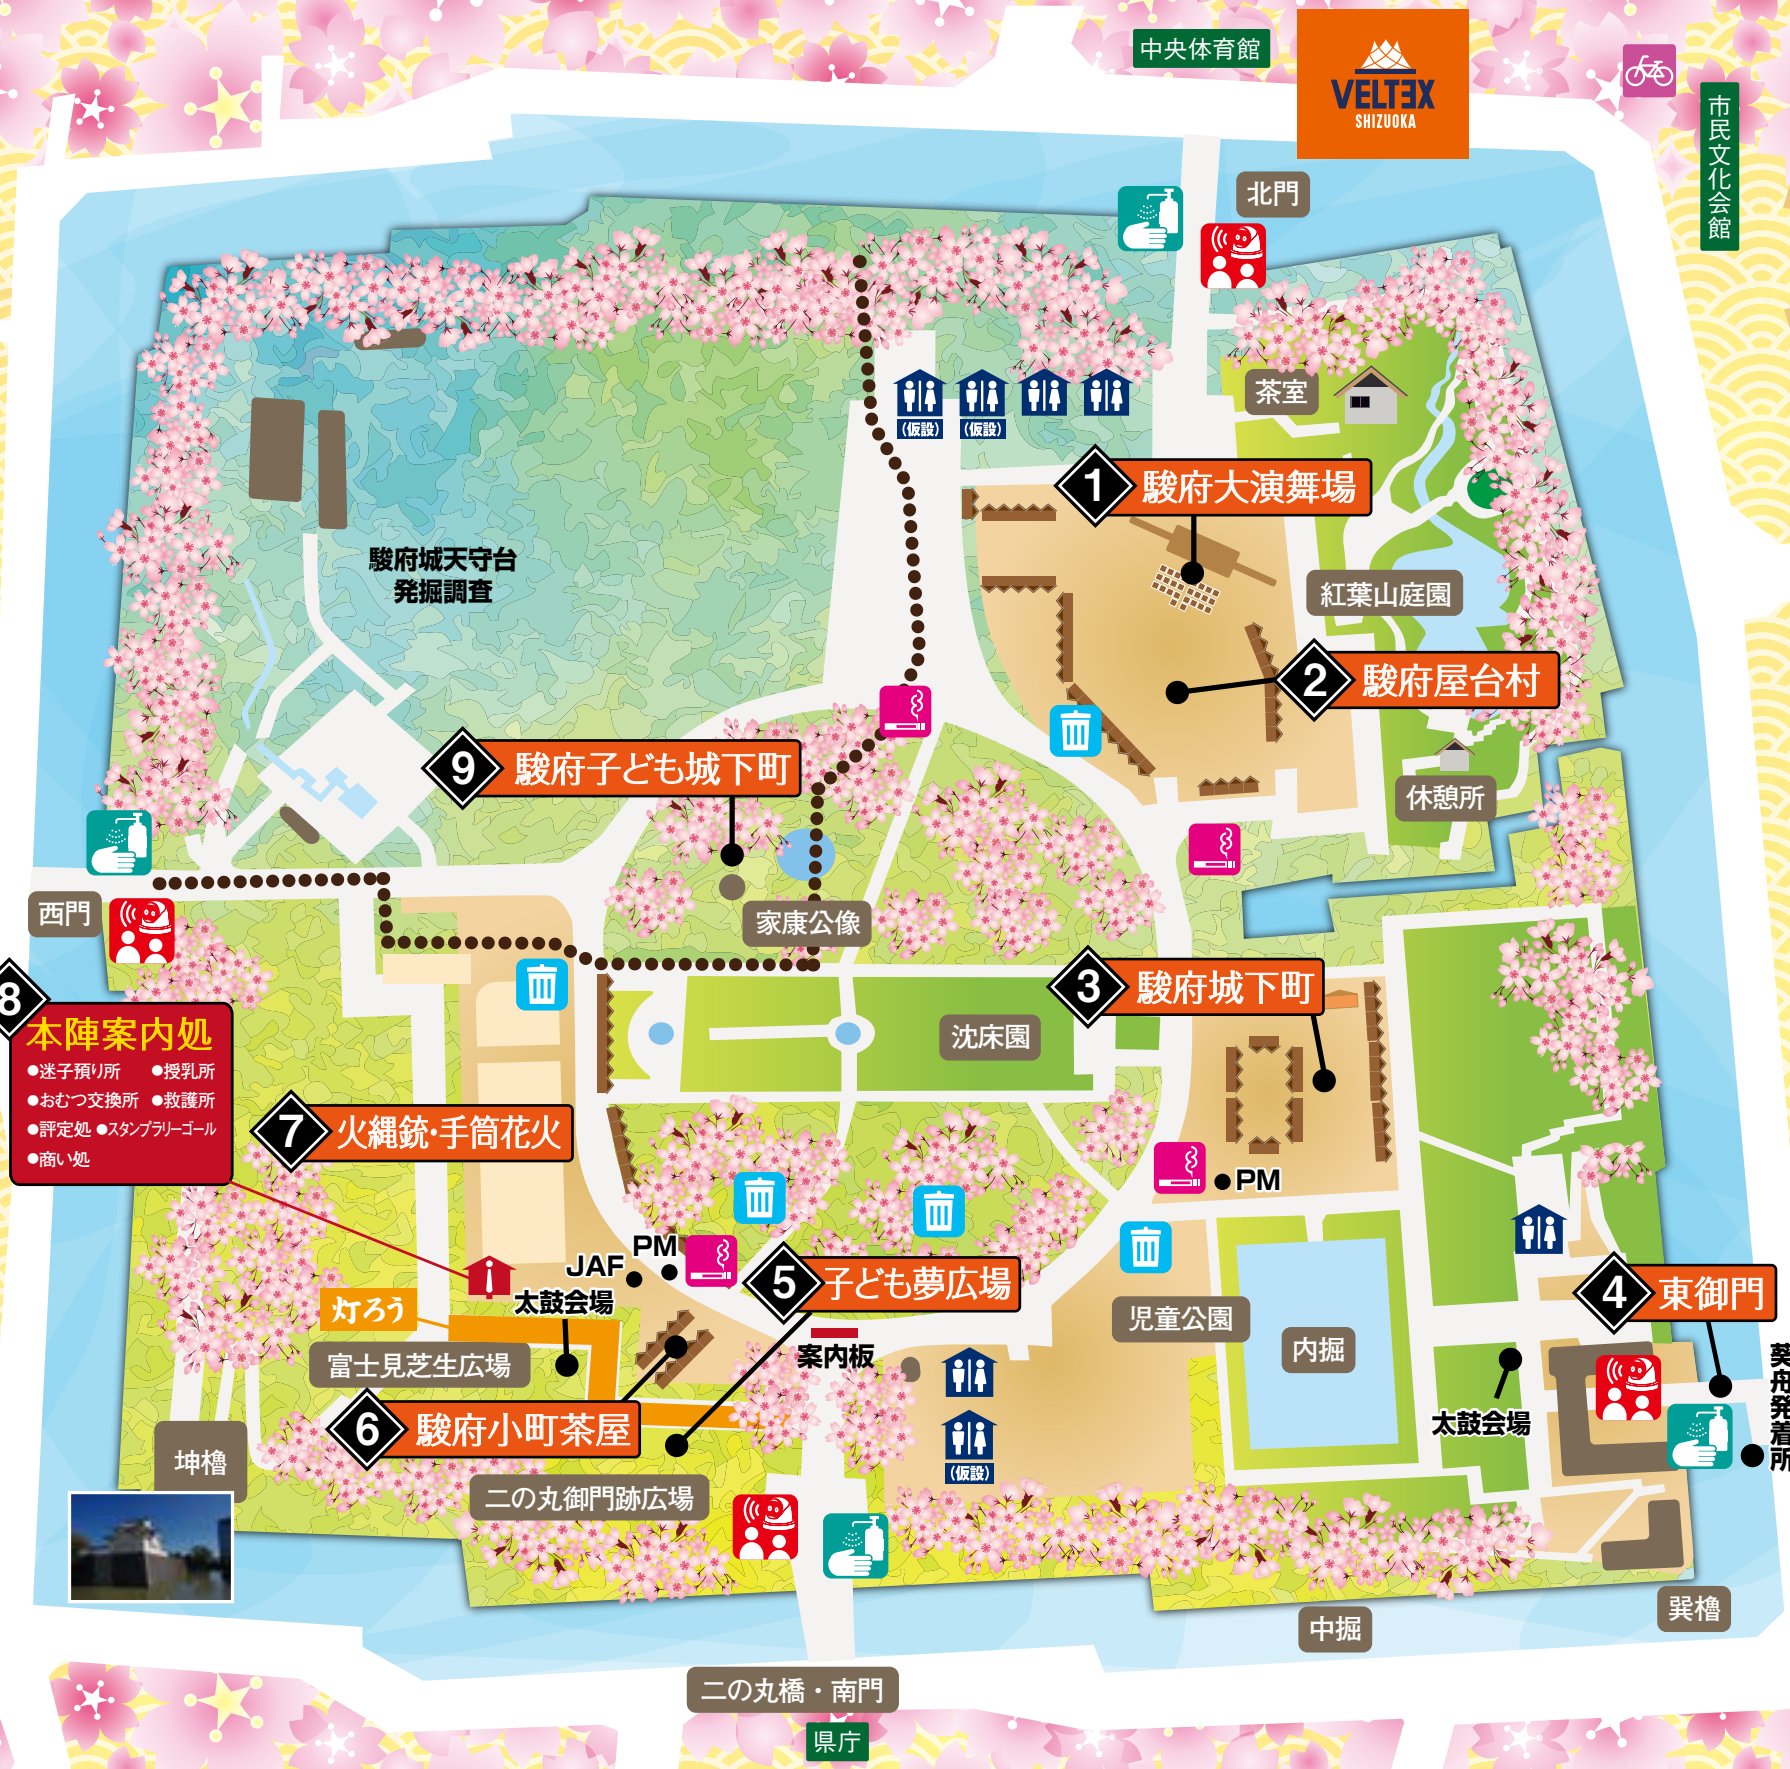 中央体育館
VELTEX
SHIZUOKA
市民文化会館
北門
茶室
(仮設)
(仮設)
1 駿府大演舞場
駿府城天守台
発掘調査
紅葉山庭園
2 駿府屋台村
9 駿府子ども城下町
休憩所
西門
家康公像
3 駿府城下町
沈床園
8
本陣案内処
●迷子預り所 ●授乳所
●おむつ交換所 ●救護所
●評定処 ●スタンプラリーゴール
●商い処
7 火縄銃・手筒花火
PM
PM
JAF
太鼓会場
5 子ども夢広場
4 東御門
灯ろう
児童公園
内掘
案内板
富士見芝生広場
葵舟発着所
6 駿府小町茶屋
太鼓会場
坤櫓
(仮設)
二の丸御門跡広場
中掘
巽櫓
二の丸橋・南門
県庁